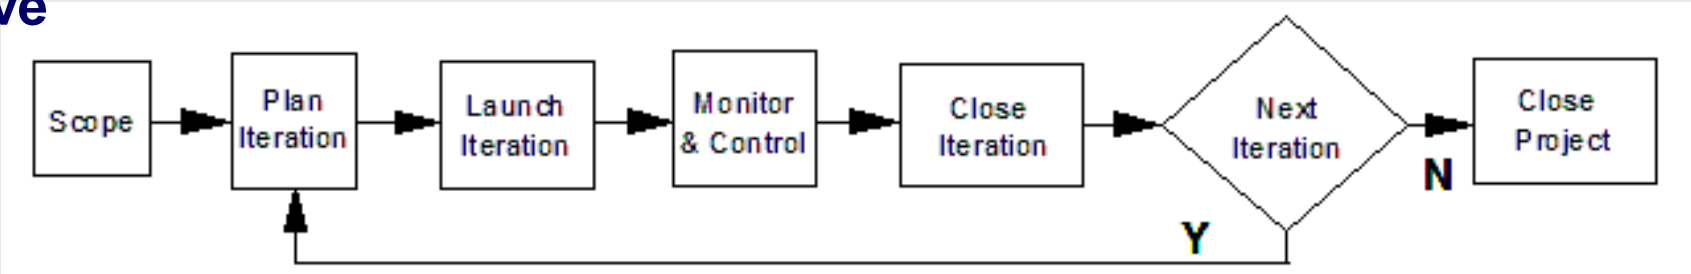 ve
Scope
Plan
Iteration
Launch
Iteration
Monitor
& Control
Close
Iteration
Next
Iteration
N
Close
Project
Y